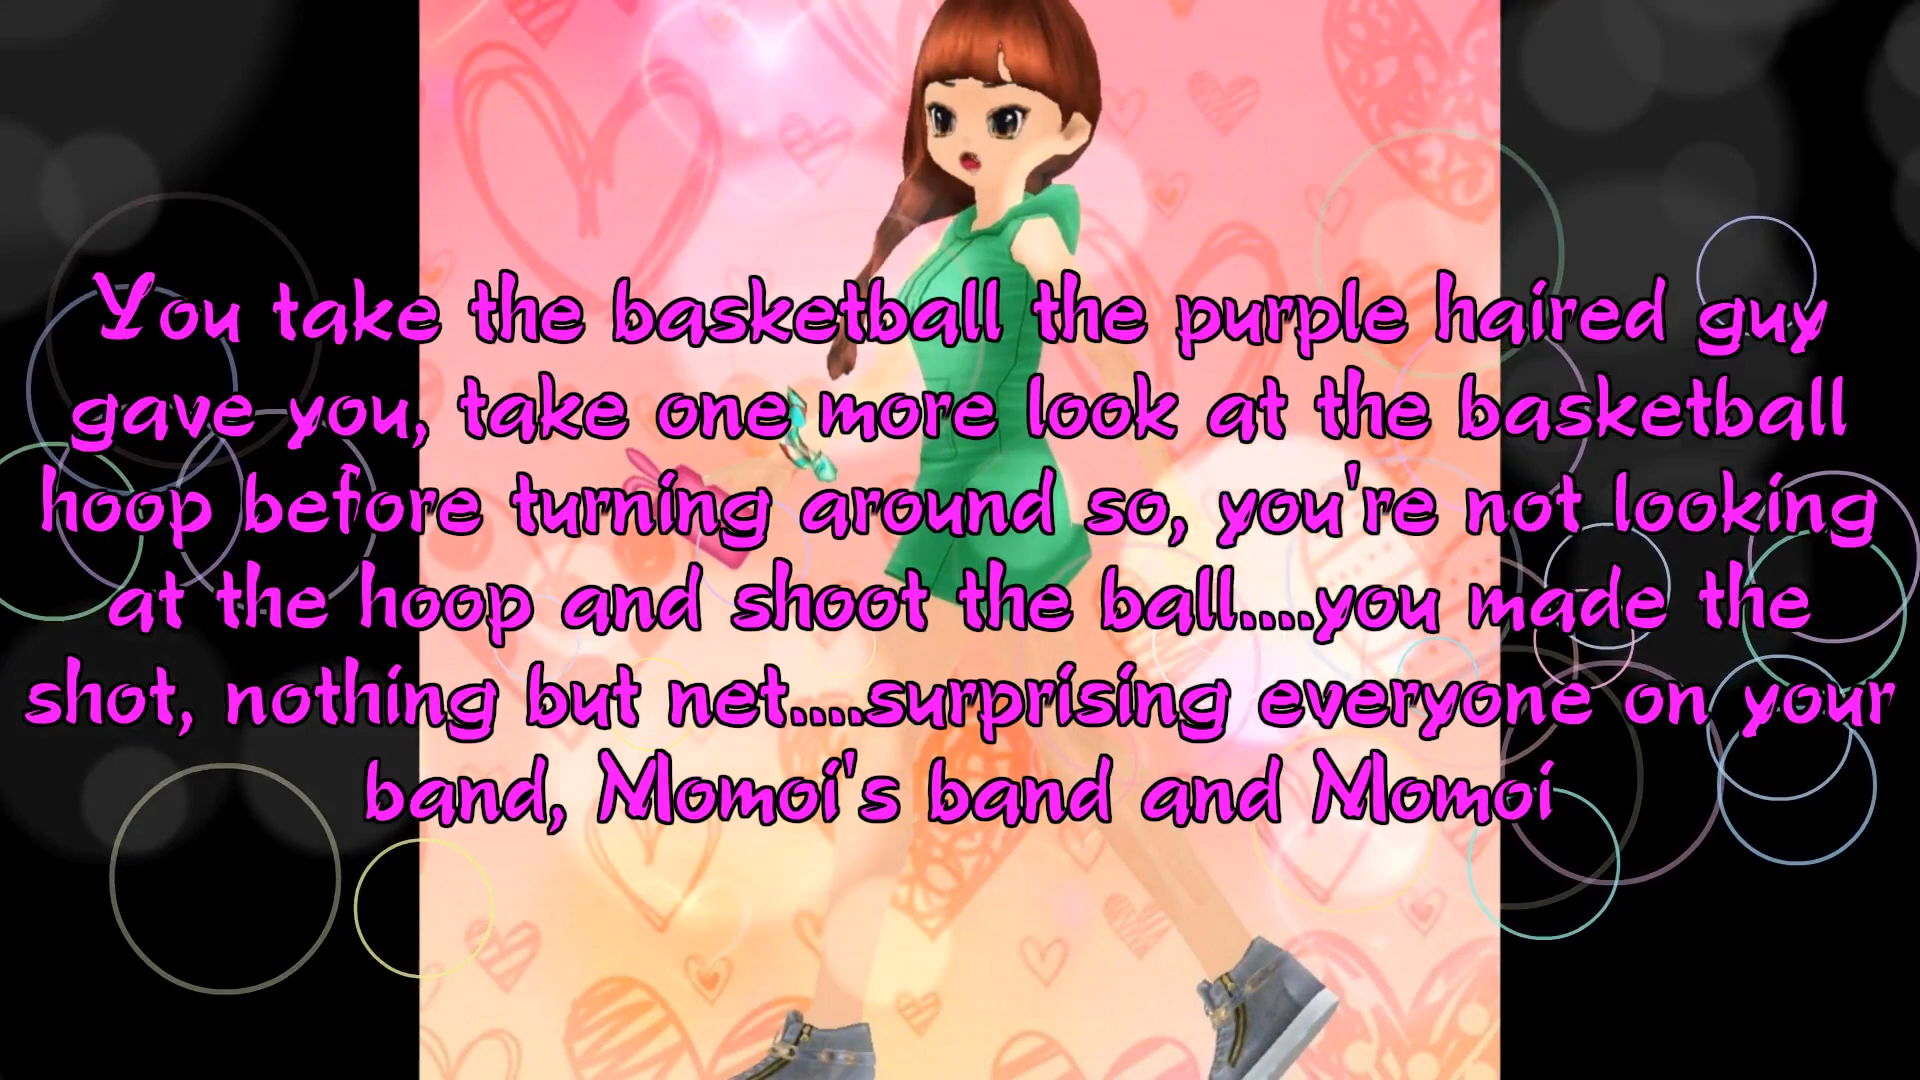 You take the basketball the purple haired guy
gave you, take one more look at the basketball
hoop before turning around so, you're not looking
at the hoop and shoot the ball....you made the
shot, nothing but net....surprising everyone on your
band, Momoi's band and Momoi